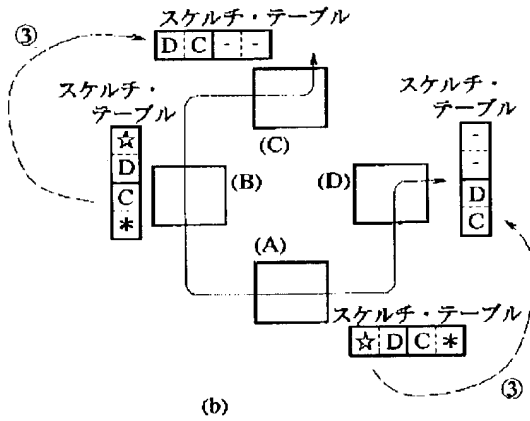 スケルチ・テーブル
③
D C - -
スケルチ・
テーブル
☆
D
C
*
(C)
(B)
スケルチ・
テーブル
-
-
D
C
(D)
(A)
スケルチ・テーブル
☆ D C *
③
(b)